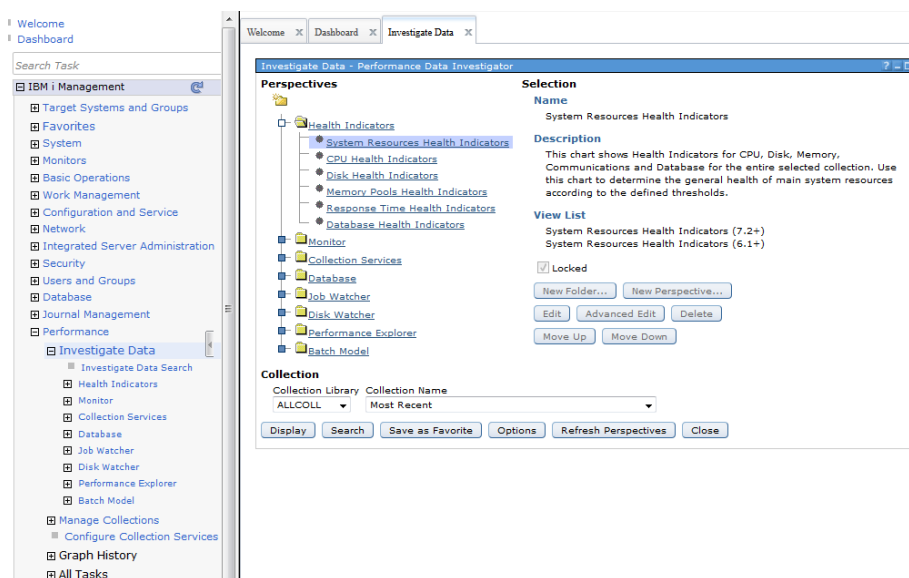 Welcome
Dashboard
Search Task
IBM i Management
Target Systems and Groups
Favorites
System
Monitors
Basic Operations
Work Management
Configuration and Service
Network
Integrated Server Administration
Security
Users and Groups
Database
Journal Management
Performance
Investigate Data
Investigate Data Search
Health Indicators
Monitor
Collection Services
Database
Job Watcher
Disk Watcher
Performance Explorer
Batch Model
Manage Collections
Configure Collection Services
Graph History
All Tasks
Welcome X Dashboard X Investigate Data X
Investigate Data - Performance Data Investigator ?
Perspectives
Health Indicators
System Resources Health Indicators
CPU Health Indicators
Disk Health Indicators
Memory Pools Health Indicators
Response Time Health Indicators
Database Health Indicators
Monitor
Collection Services
Database
Job Watcher
Disk Watcher
Performance Explorer
Batch Model
Selection
Name
System Resources Health Indicators
Description
This chart shows Health Indicators for CPU, Disk, Memory,
Communications and Database for the entire selected collection. Use
this chart to determine the general health of main system resources
according to the defined thresholds.
View List
System Resources Health Indicators (7.2+)
System Resources Health Indicators (6.1+)
Locked
New Folder... New Perspective...
Edit Advanced Edit Delete
Move Up Move Down
Collection
Collection Library Collection Name
ALLCOLL Most Recent
Display Search Save as Favorite Options Refresh Perspectives Close